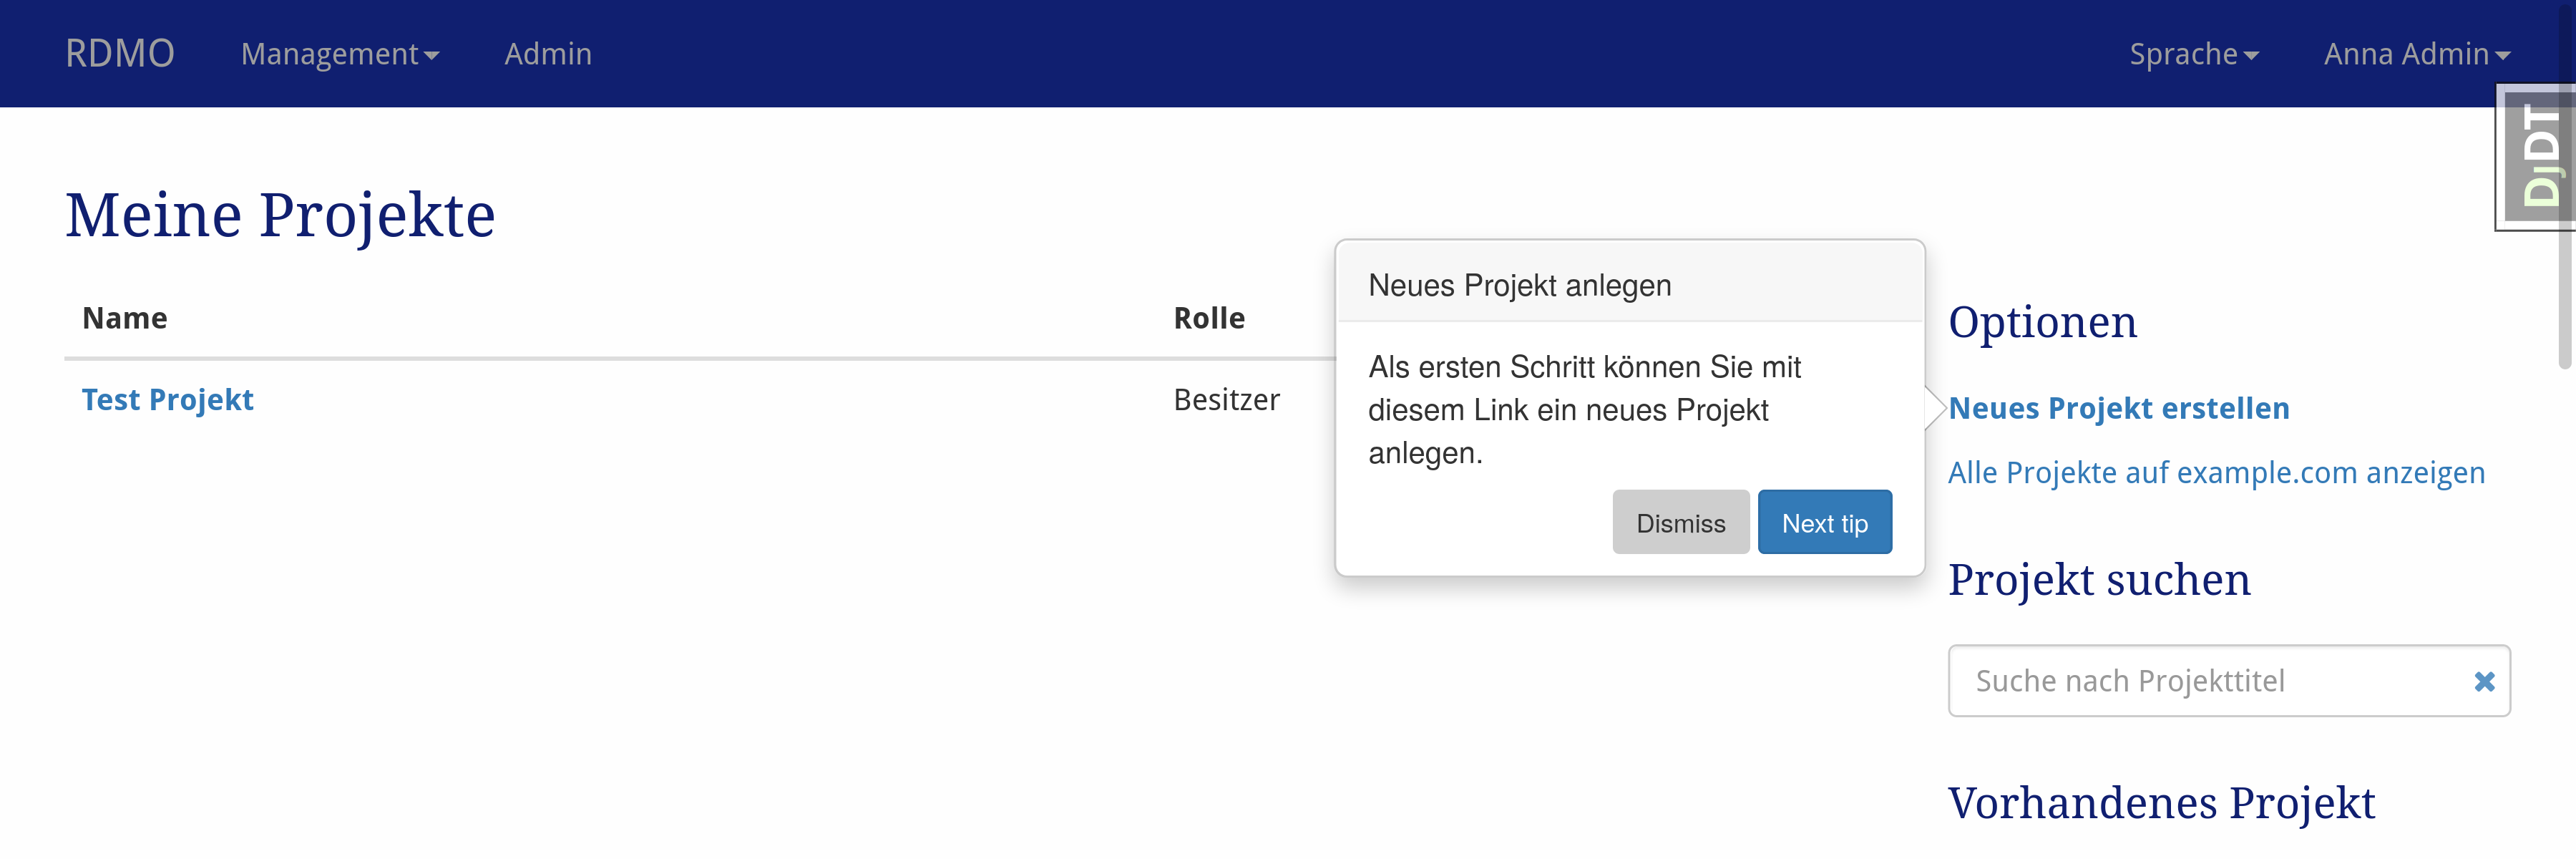 RDMO Management Admin Sprache Anna Admin
DjDT
Meine Projekte
Name Rolle
Test Projekt Besitzer
Neues Projekt anlegen
Als ersten Schritt können Sie mit
diesem Link ein neues Projekt
anlegen.
Dismiss Next tip
Optionen
Neues Projekt erstellen
Alle Projekte auf example.com anzeigen
Projekt suchen
Suche nach Projekttitel
Vorhandenes Projekt